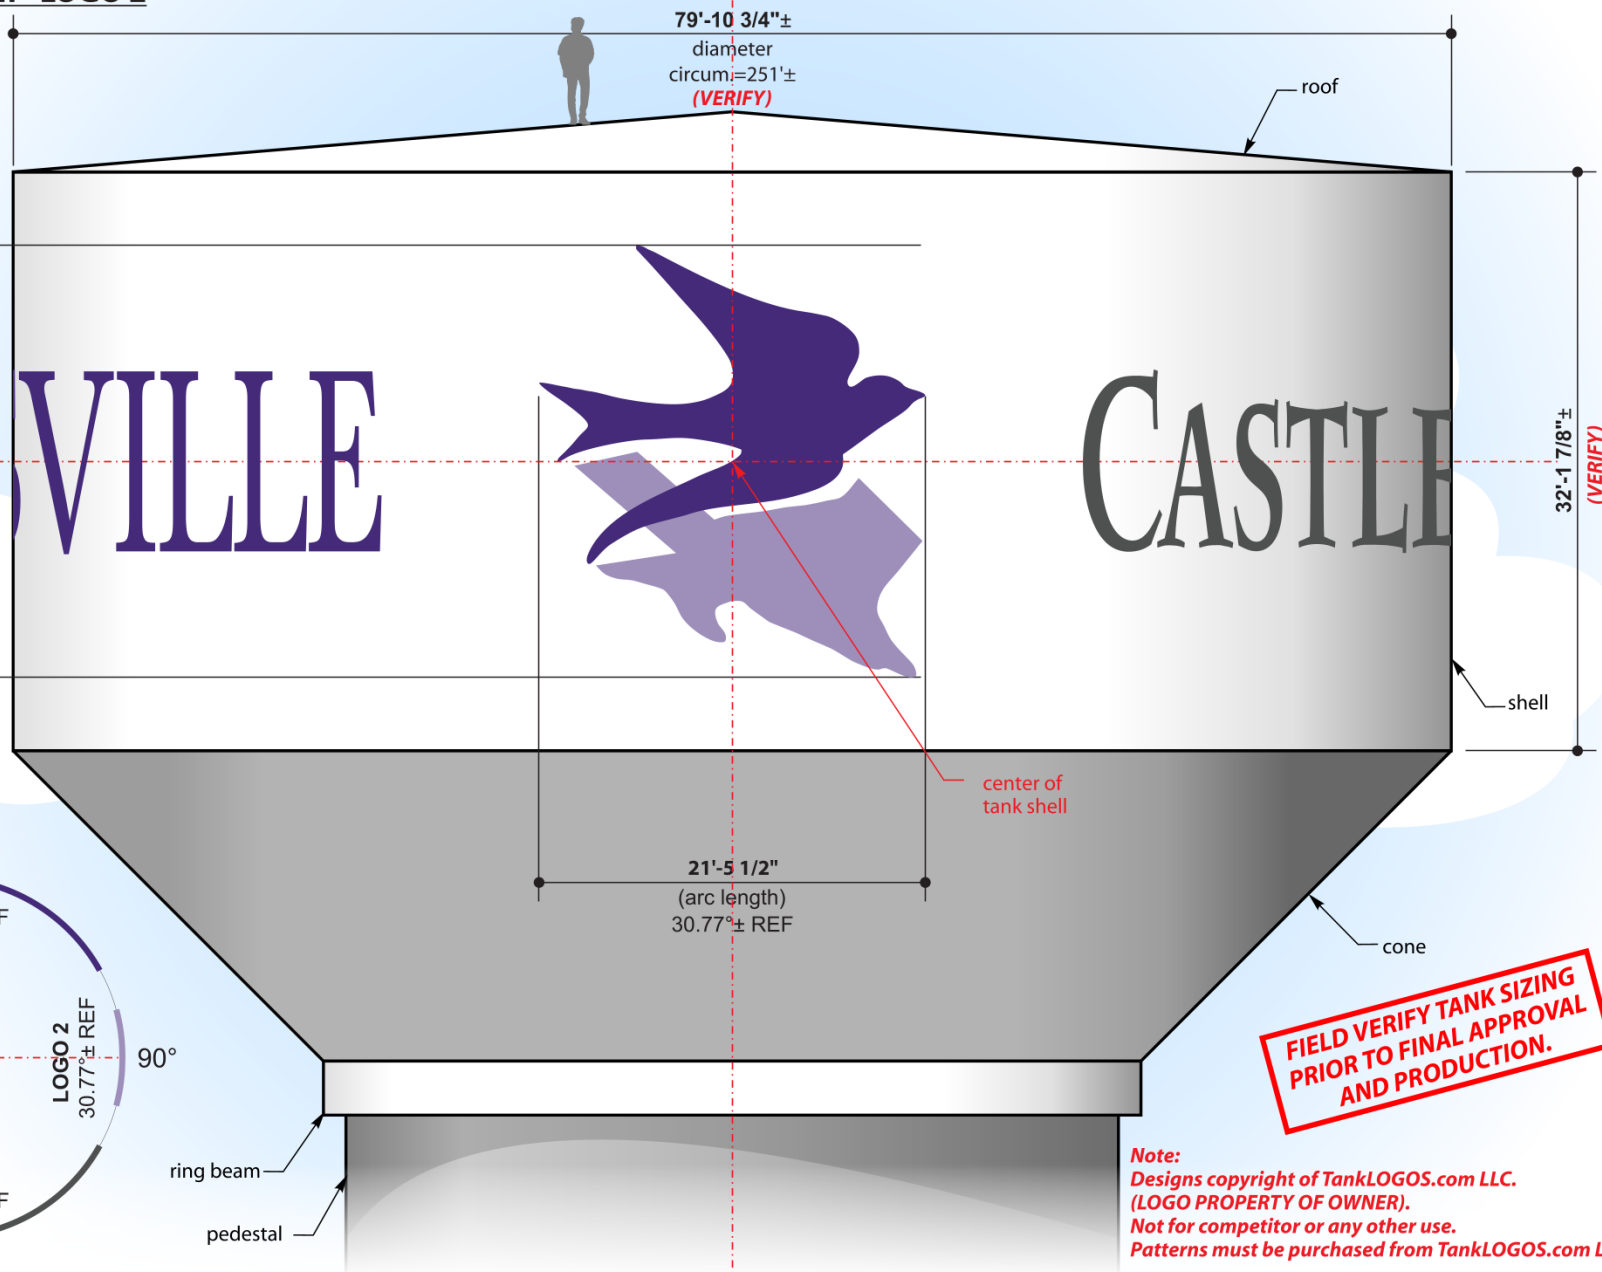 79'-10 3/4"±
diameter
circum.=251'±
(VERIFY)
roof
SVILLE
CASTLE
32'-1 7/8"±
(VERIFY)
shell
center of
tank shell
21'-5 1/2"
(arc length)
30.77°± REF
cone
LOGO 2
30.77°± REF
90°
FIELD VERIFY TANK SIZING
PRIOR TO FINAL APPROVAL
AND PRODUCTION.
ring beam
pedestal
Note:
Designs copyright of TankLOGOS.com LLC.
(LOGO PROPERTY OF OWNER).
Not for competitor or any other use.
Patterns must be purchased from TankLOGOS.com L